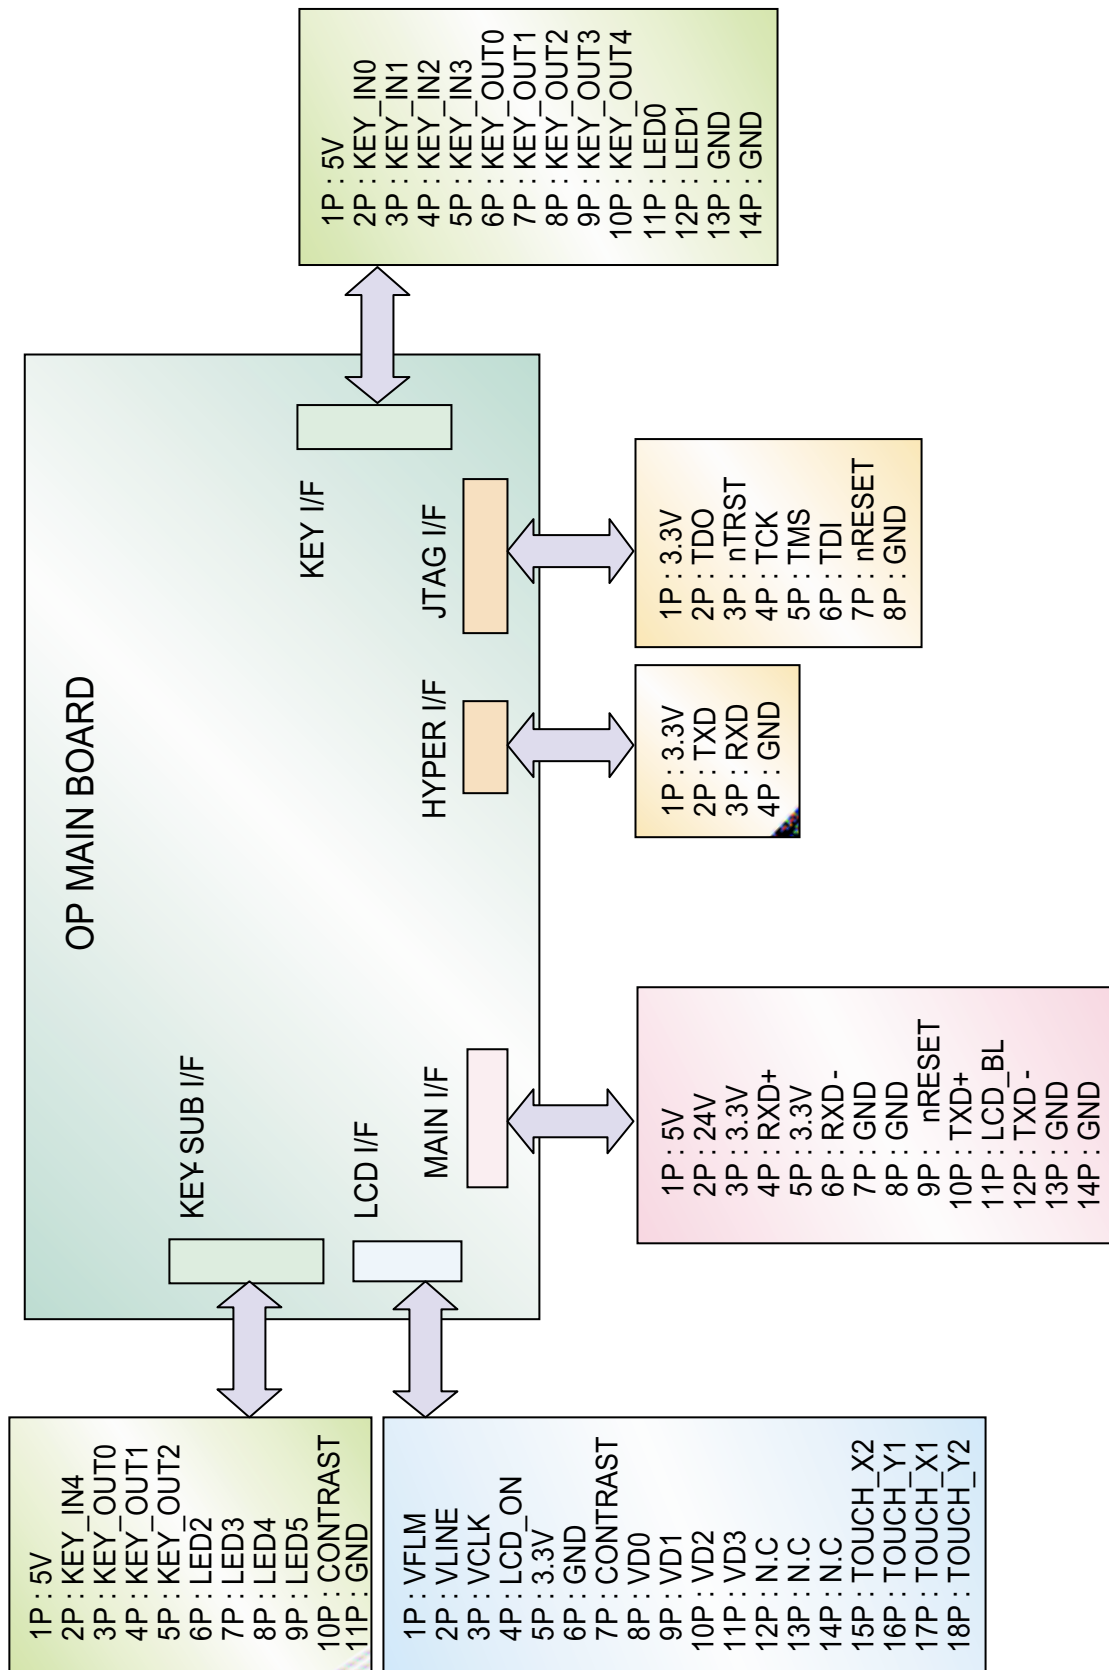 OP MAIN BOARD
KEY-SUB I/F
LCD I/F
MAIN I/F
HYPER I/F
JTAG I/F
KEY I/F
1P : 5V
2P : KEY_IN4
3P : KEY_OUT0
4P : KEY_OUT1
5P : KEY_OUT2
6P : LED2
7P : LED3
8P : LED4
9P : LED5
10P : CONTRAST
11P : GND
1P : VFLM
2P : VLINE
3P : VCLK
4P : LCD_ON
5P : 3.3V
6P : GND
7P : CONTRAST
8P : VD0
9P : VD1
10P : VD2
11P : VD3
12P : N.C
13P : N.C
14P : N.C
15P : TOUCH_X2
16P : TOUCH_Y1
17P : TOUCH_X1
18P : TOUCH_Y2
1P : 5V
2P : 24V
3P : 3.3V
4P : RXD+
5P : 3.3V
6P : RXD-
7P : GND
8P : GND
9P : nRESET
10P : TXD+
11P : LCD_BL
12P : TXD-
13P : GND
14P : GND
1P : 3.3V
2P : TXD
3P : RXD
4P : GND
1P : 3.3V
2P : TDO
3P : nTRST
4P : TCK
5P : TMS
6P : TDI
7P : nRESET
8P : GND
1P : 5V
2P : KEY_IN0
3P : KEY_IN1
4P : KEY_IN2
5P : KEY_IN3
6P : KEY_OUT0
7P : KEY_OUT1
8P : KEY_OUT2
9P : KEY_OUT3
10P : KEY_OUT4
11P : LED0
12P : LED1
13P : GND
14P : GND